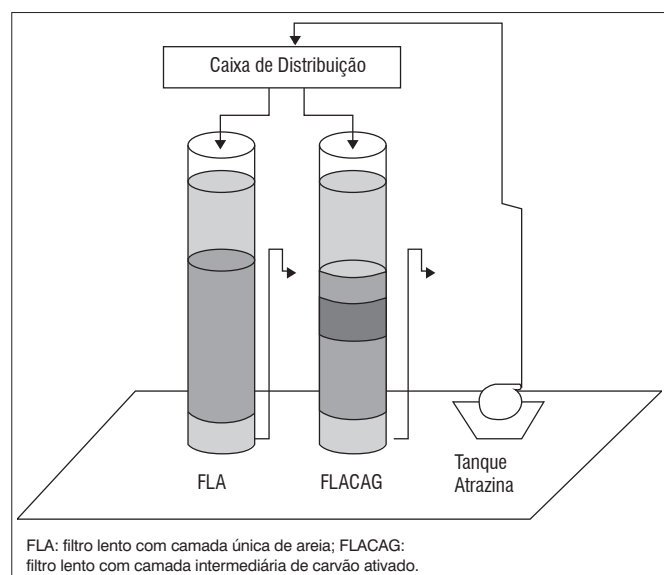 Caixa de Distribuição
FLA
FLACAG
Tanque
Atrazina
FLA: filtro lento com camada única de areia; FLACAG:
filtro lento com camada intermediária de carvão ativado.